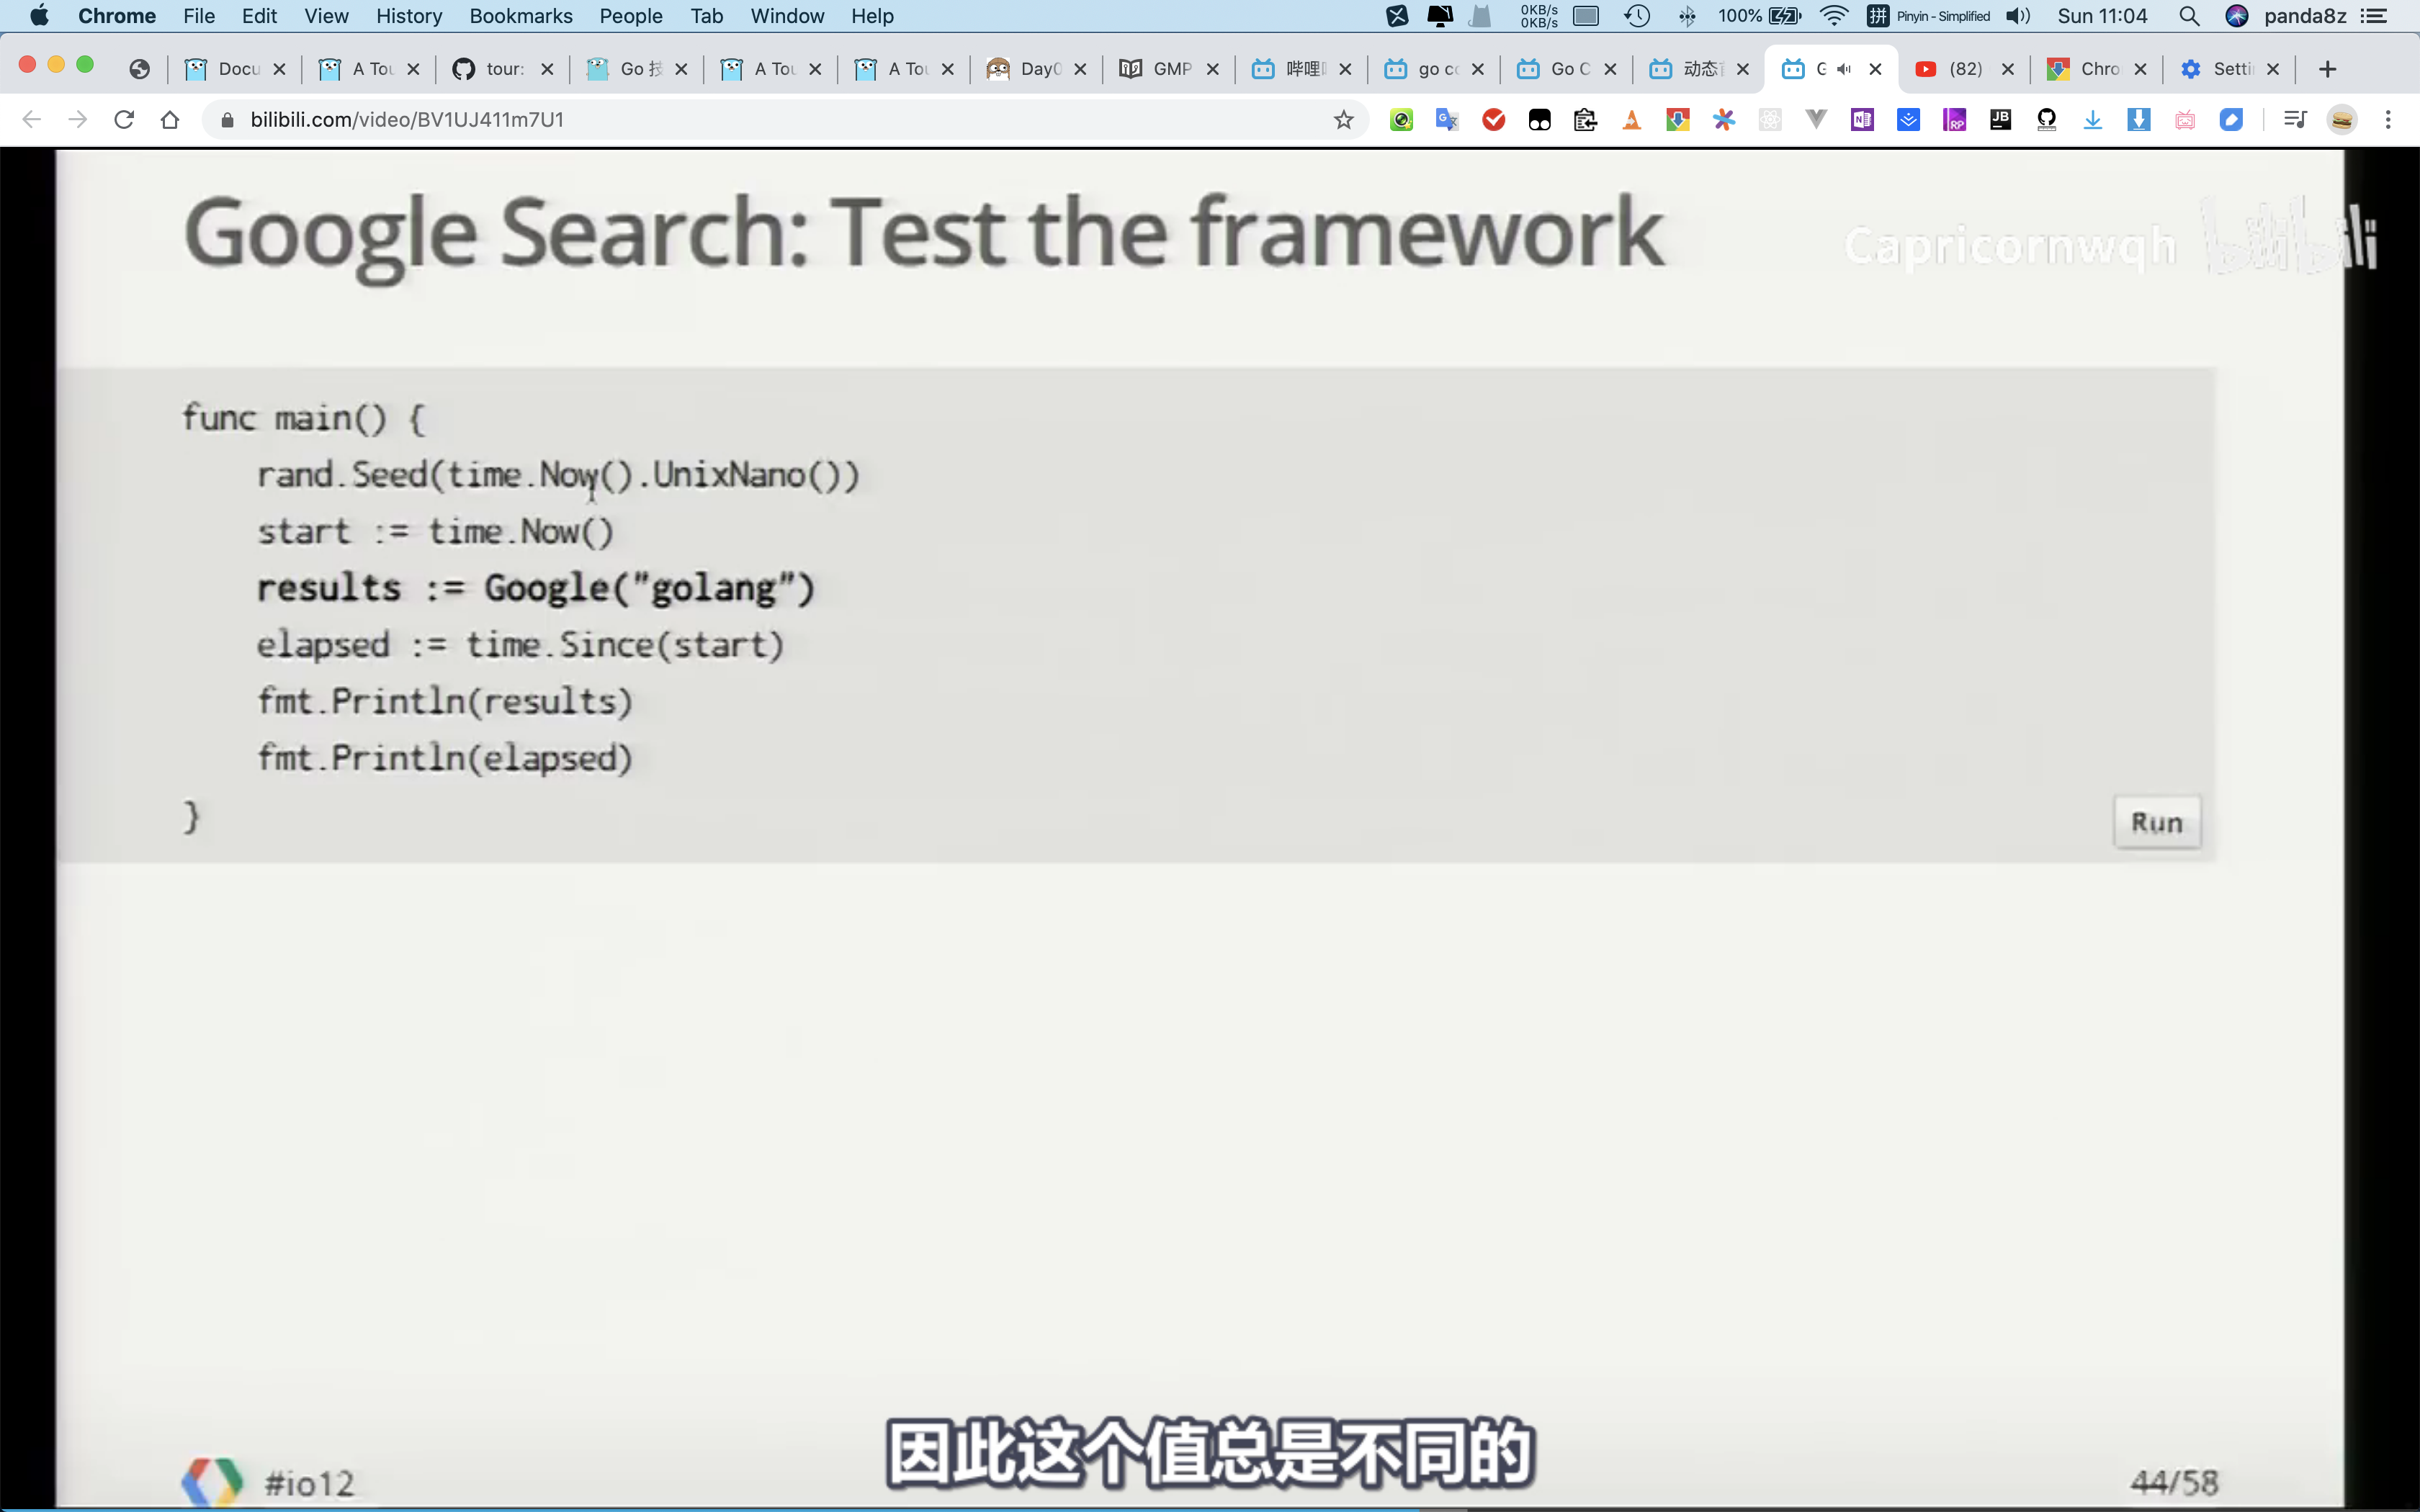 Chrome File Edit View History Bookmarks People Tab Window Help 0KB/s 0KB/s 100% 拼 Pinyin - Simplified Sun 11:04 panda8z
Docu A Tou tour: Go 技 A Tou A Tou Day0 GMP 哔哩 go co Go C 动态 G (82) Chro Setti
bilibili.com/video/BV1UJ411m7U1
Google Search: Test the framework
Capricornwqh bilibili
func main() {
    rand.Seed(time.Now().UnixNano())
    start := time.Now()
    results := Google("golang")
    elapsed := time.Since(start)
    fmt.Println(results)
    fmt.Println(elapsed)
}
Run
因此这个值总是不同的
#io12
44/58